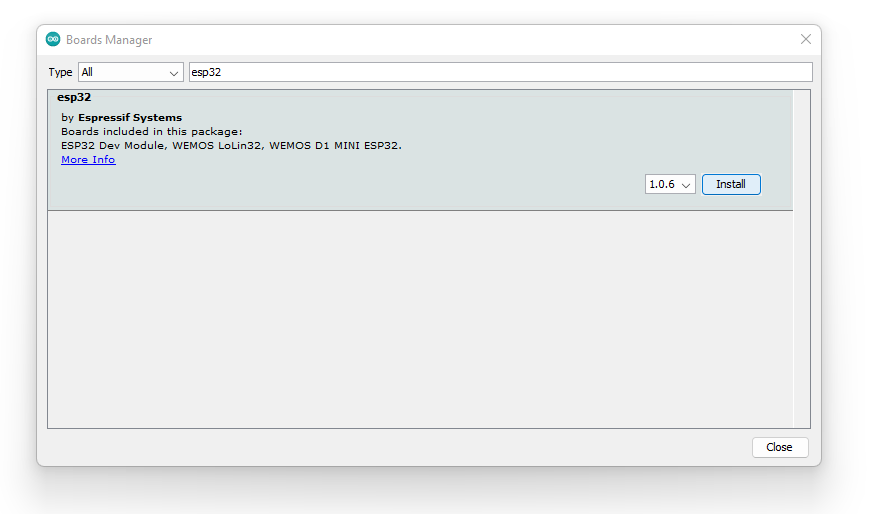 Boards Manager
Type All esp32
esp32
by Espressif Systems
Boards included in this package:
ESP32 Dev Module, WEMOS LoLin32, WEMOS D1 MINI ESP32.
More Info
1.0.6 Install
Close